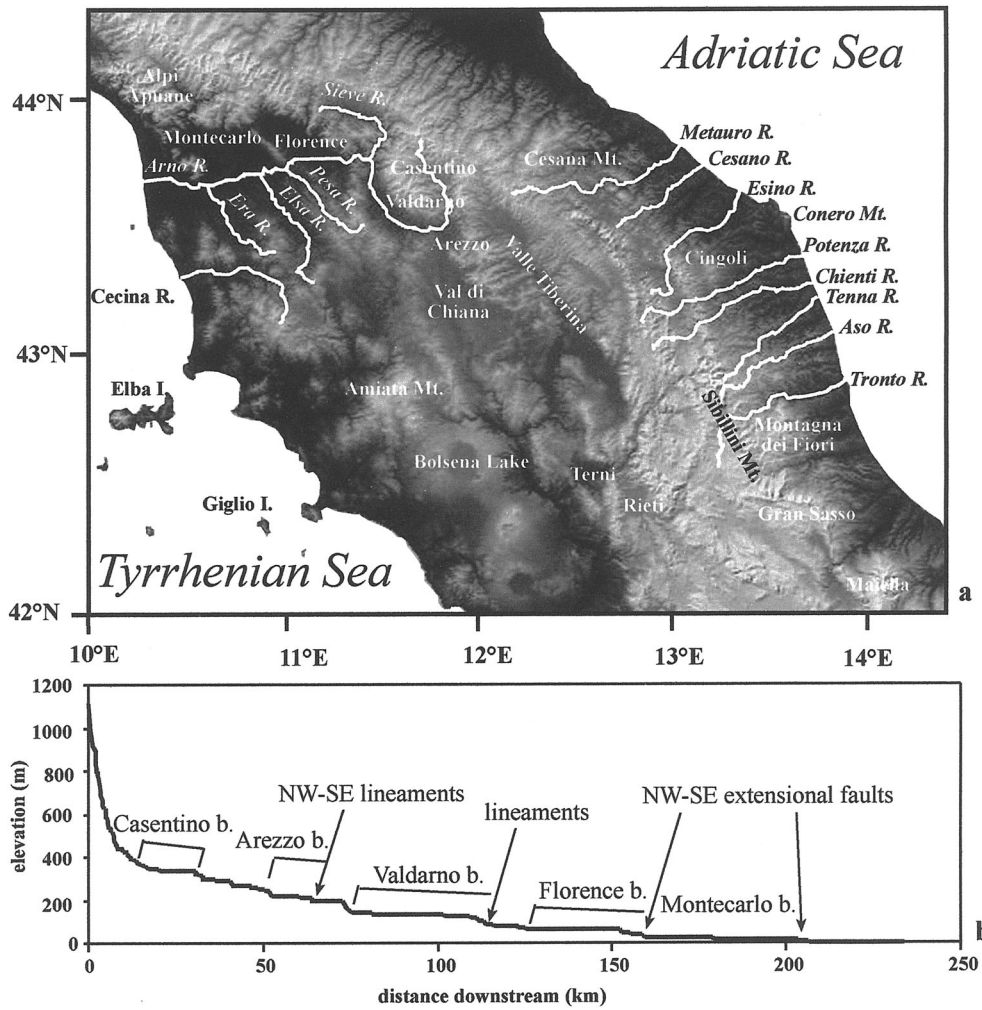 Adriatic Sea
44°N
Alpi
Apuane
Sieve R.
Montecarlo
Florence
Metauro R.
Arno R.
Casentino
Cesana Mt.
Cesano R.
Pesa R.
Elsa R.
Era R.
Valdarno
Esino R.
Conero Mt.
Arezzo
Valle Tiberina
Cingoli
Potenza R.
Cecina R.
Val di
Chiana
Chienti R.
Tenna R.
Aso R.
43°N
Elba I.
Amiata Mt.
Tronto R.
Sibillini Mt.
Montagna
dei Fiori
Bolsena Lake
Terni
Giglio I.
Rieti
Gran Sasso
Tyrrhenian Sea
Maiella
a
42°N
10°E 11°E 12°E 13°E 14°E
1200
1000
800
600
400
200
0
elevation (m)
NW-SE lineaments
lineaments
NW-SE extensional faults
Casentino b.
Arezzo b.
Valdarno b.
Florence b.
Montecarlo b.
b
0 50 100 150 200 250
distance downstream (km)